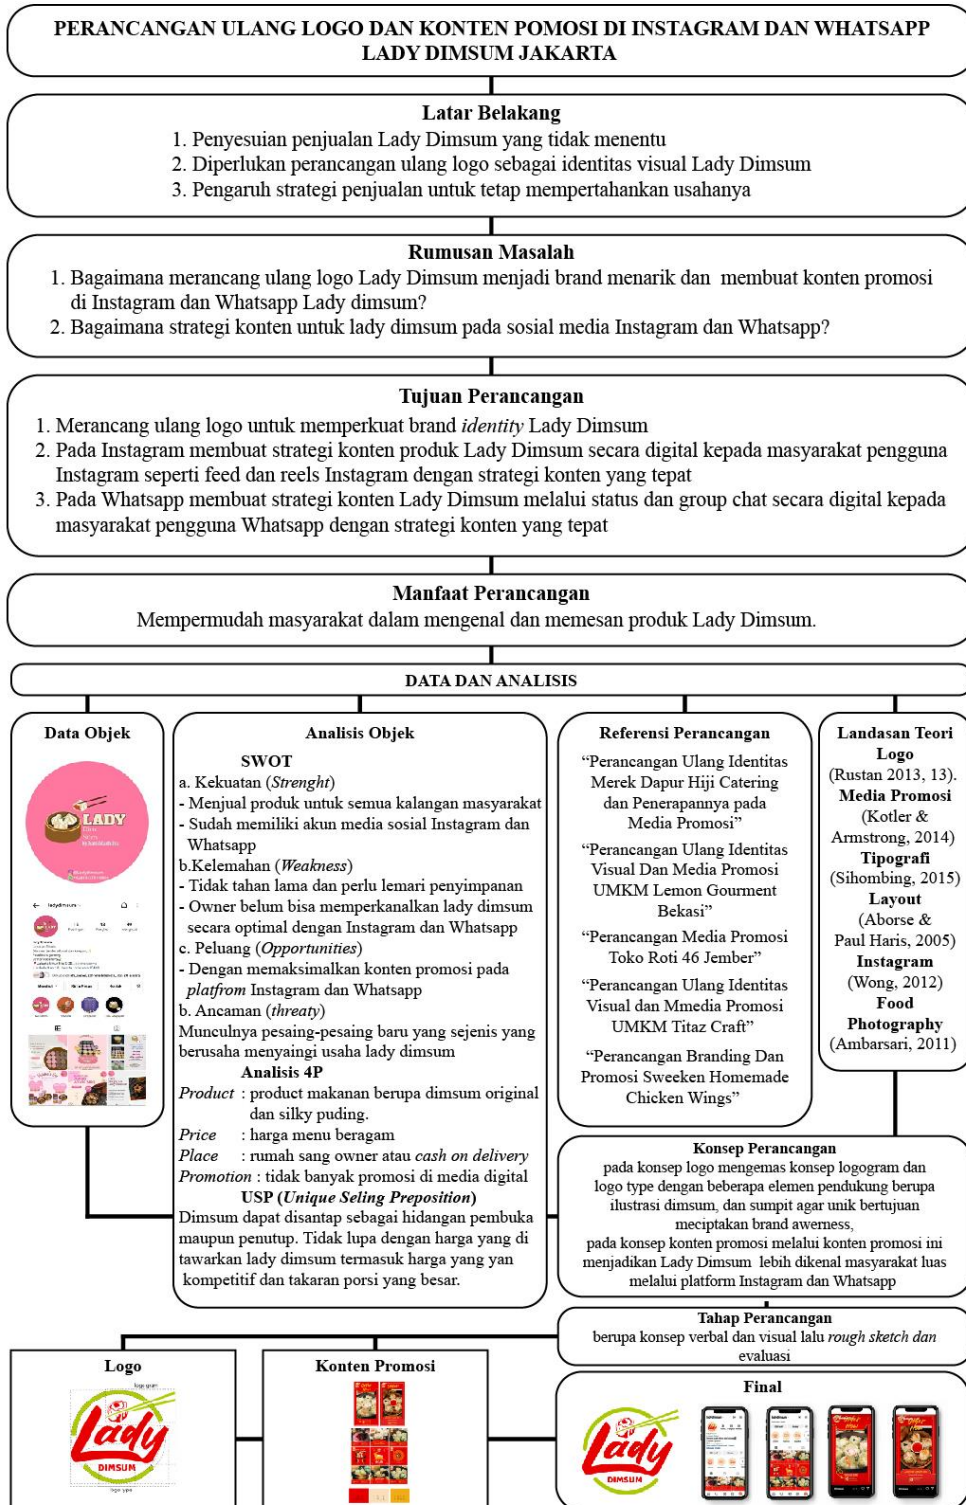 PERANCANGAN ULANG LOGO DAN KONTEN POMOSI DI INSTAGRAM DAN WHATSAPP
LADY DIMSUM JAKARTA
Latar Belakang
1. Penyesuian penjualan Lady Dimsum yang tidak menentu
2. Diperlukan perancangan ulang logo sebagai identitas visual Lady Dimsum
3. Pengaruh strategi penjualan untuk tetap mempertahankan usahanya
Rumusan Masalah
1. Bagaimana merancang ulang logo Lady Dimsum menjadi brand menarik dan membuat konten promosi
di Instagram dan Whatsapp Lady dimsum?
2. Bagaimana strategi konten untuk lady dimsum pada sosial media Instagram dan Whatsapp?
Tujuan Perancangan
1. Merancang ulang logo untuk memperkuat brand identity Lady Dimsum
2. Pada Instagram membuat strategi konten produk Lady Dimsum secara digital kepada masyarakat pengguna
Instagram seperti feed dan reels Instagram dengan strategi konten yang tepat
3. Pada Whatsapp membuat strategi konten Lady Dimsum melalui status dan group chat secara digital kepada
masyarakat pengguna Whatsapp dengan strategi konten yang tepat
Manfaat Perancangan
Mempermudah masyarakat dalam mengenal dan memesan produk Lady Dimsum.
DATA DAN ANALISIS
Data Objek
LADY
ladydimsum
Analisis Objek
SWOT
a. Kekuatan (Strenght)
- Menjual produk untuk semua kalangan masyarakat
- Sudah memiliki akun media sosial Instagram dan
Whatsapp
b.Kelemahan (Weakness)
- Tidak tahan lama dan perlu lemari penyimpanan
- Owner belum bisa memperkanalkan lady dimsum
secara optimal dengan Instagram dan Whatsapp
c. Peluang (Opportunities)
- Dengan memaksimalkan konten promosi pada
platfrom Instagram dan Whatsapp
b. Ancaman (threaty)
Munculnya pesaing-pesaing baru yang sejenis yang
berusaha menyaingi usaha lady dimsum
Analisis 4P
Product : product makanan berupa dimsum original
dan silky puding.
Price : harga menu beragam
Place : rumah sang owner atau cash on delivery
Promotion : tidak banyak promosi di media digital
USP (Unique Seling Preposition)
Dimsum dapat disantap sebagai hidangan pembuka
maupun penutup. Tidak lupa dengan harga yang di
tawarkan lady dimsum termasuk harga yang yan
kompetitif dan takaran porsi yang besar.
Referensi Perancangan
“Perancangan Ulang Identitas
Merek Dapur Hiji Catering
dan Penerapannya pada
Media Promosi”
“Perancangan Ulang Identitas
Visual Dan Media Promosi
UMKM Lemon Gourment
Bekasi”
“Perancangan Media Promosi
Toko Roti 46 Jember”
“Perancangan Ulang Identitas
Visual dan Mmedia Promosi
UMKM Titaz Craft”
“Perancangan Branding Dan
Promosi Sweeken Homemade
Chicken Wings”
Landasan Teori
Logo
(Rustan 2013, 13).
Media Promosi
(Kotler &
Armstrong, 2014)
Tipografi
(Sihombing, 2015)
Layout
(Aborse &
Paul Haris, 2005)
Instagram
(Wong, 2012)
Food
Photography
(Ambarsari, 2011)
Konsep Perancangan
pada konsep logo mengemas konsep logogram dan
logo type dengan beberapa elemen pendukung berupa
ilustrasi dimsum, dan sumpit agar unik bertujuan
meciptakan brand awerness,
pada konsep konten promosi melalui konten promosi ini
menjadikan Lady Dimsum lebih dikenal masyarakat luas
melalui platform Instagram dan Whatsapp
Tahap Perancangan
berupa konsep verbal dan visual lalu rough sketch dan
evaluasi
Logo
logo gram
Lady
DIMSUM
logo type
Konten Promosi
Final
Lady
DIMSUM